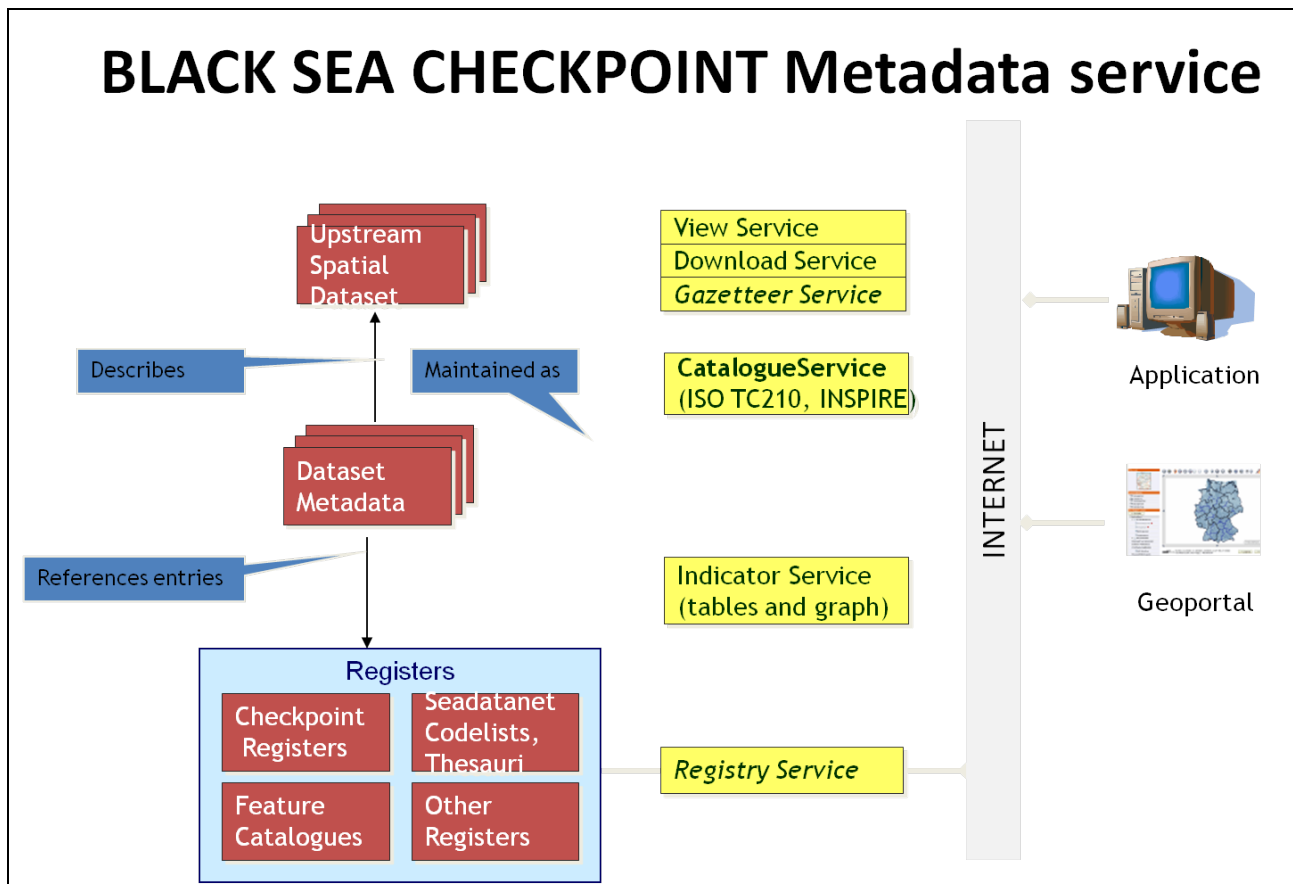 BLACK SEA CHECKPOINT Metadata service
Upstream
Spatial
Dataset
View Service
Download Service
Gazetteer Service
Describes
Maintained as
CatalogueService
(ISO TC210, INSPIRE)
Application
Dataset
Metadata
INTERNET
References entries
Indicator Service
(tables and graph)
Geoportal
Registers
Checkpoint
Registers
Seadatanet
Codelists,
Thesauri
Feature
Catalogues
Other
Registers
Registry Service